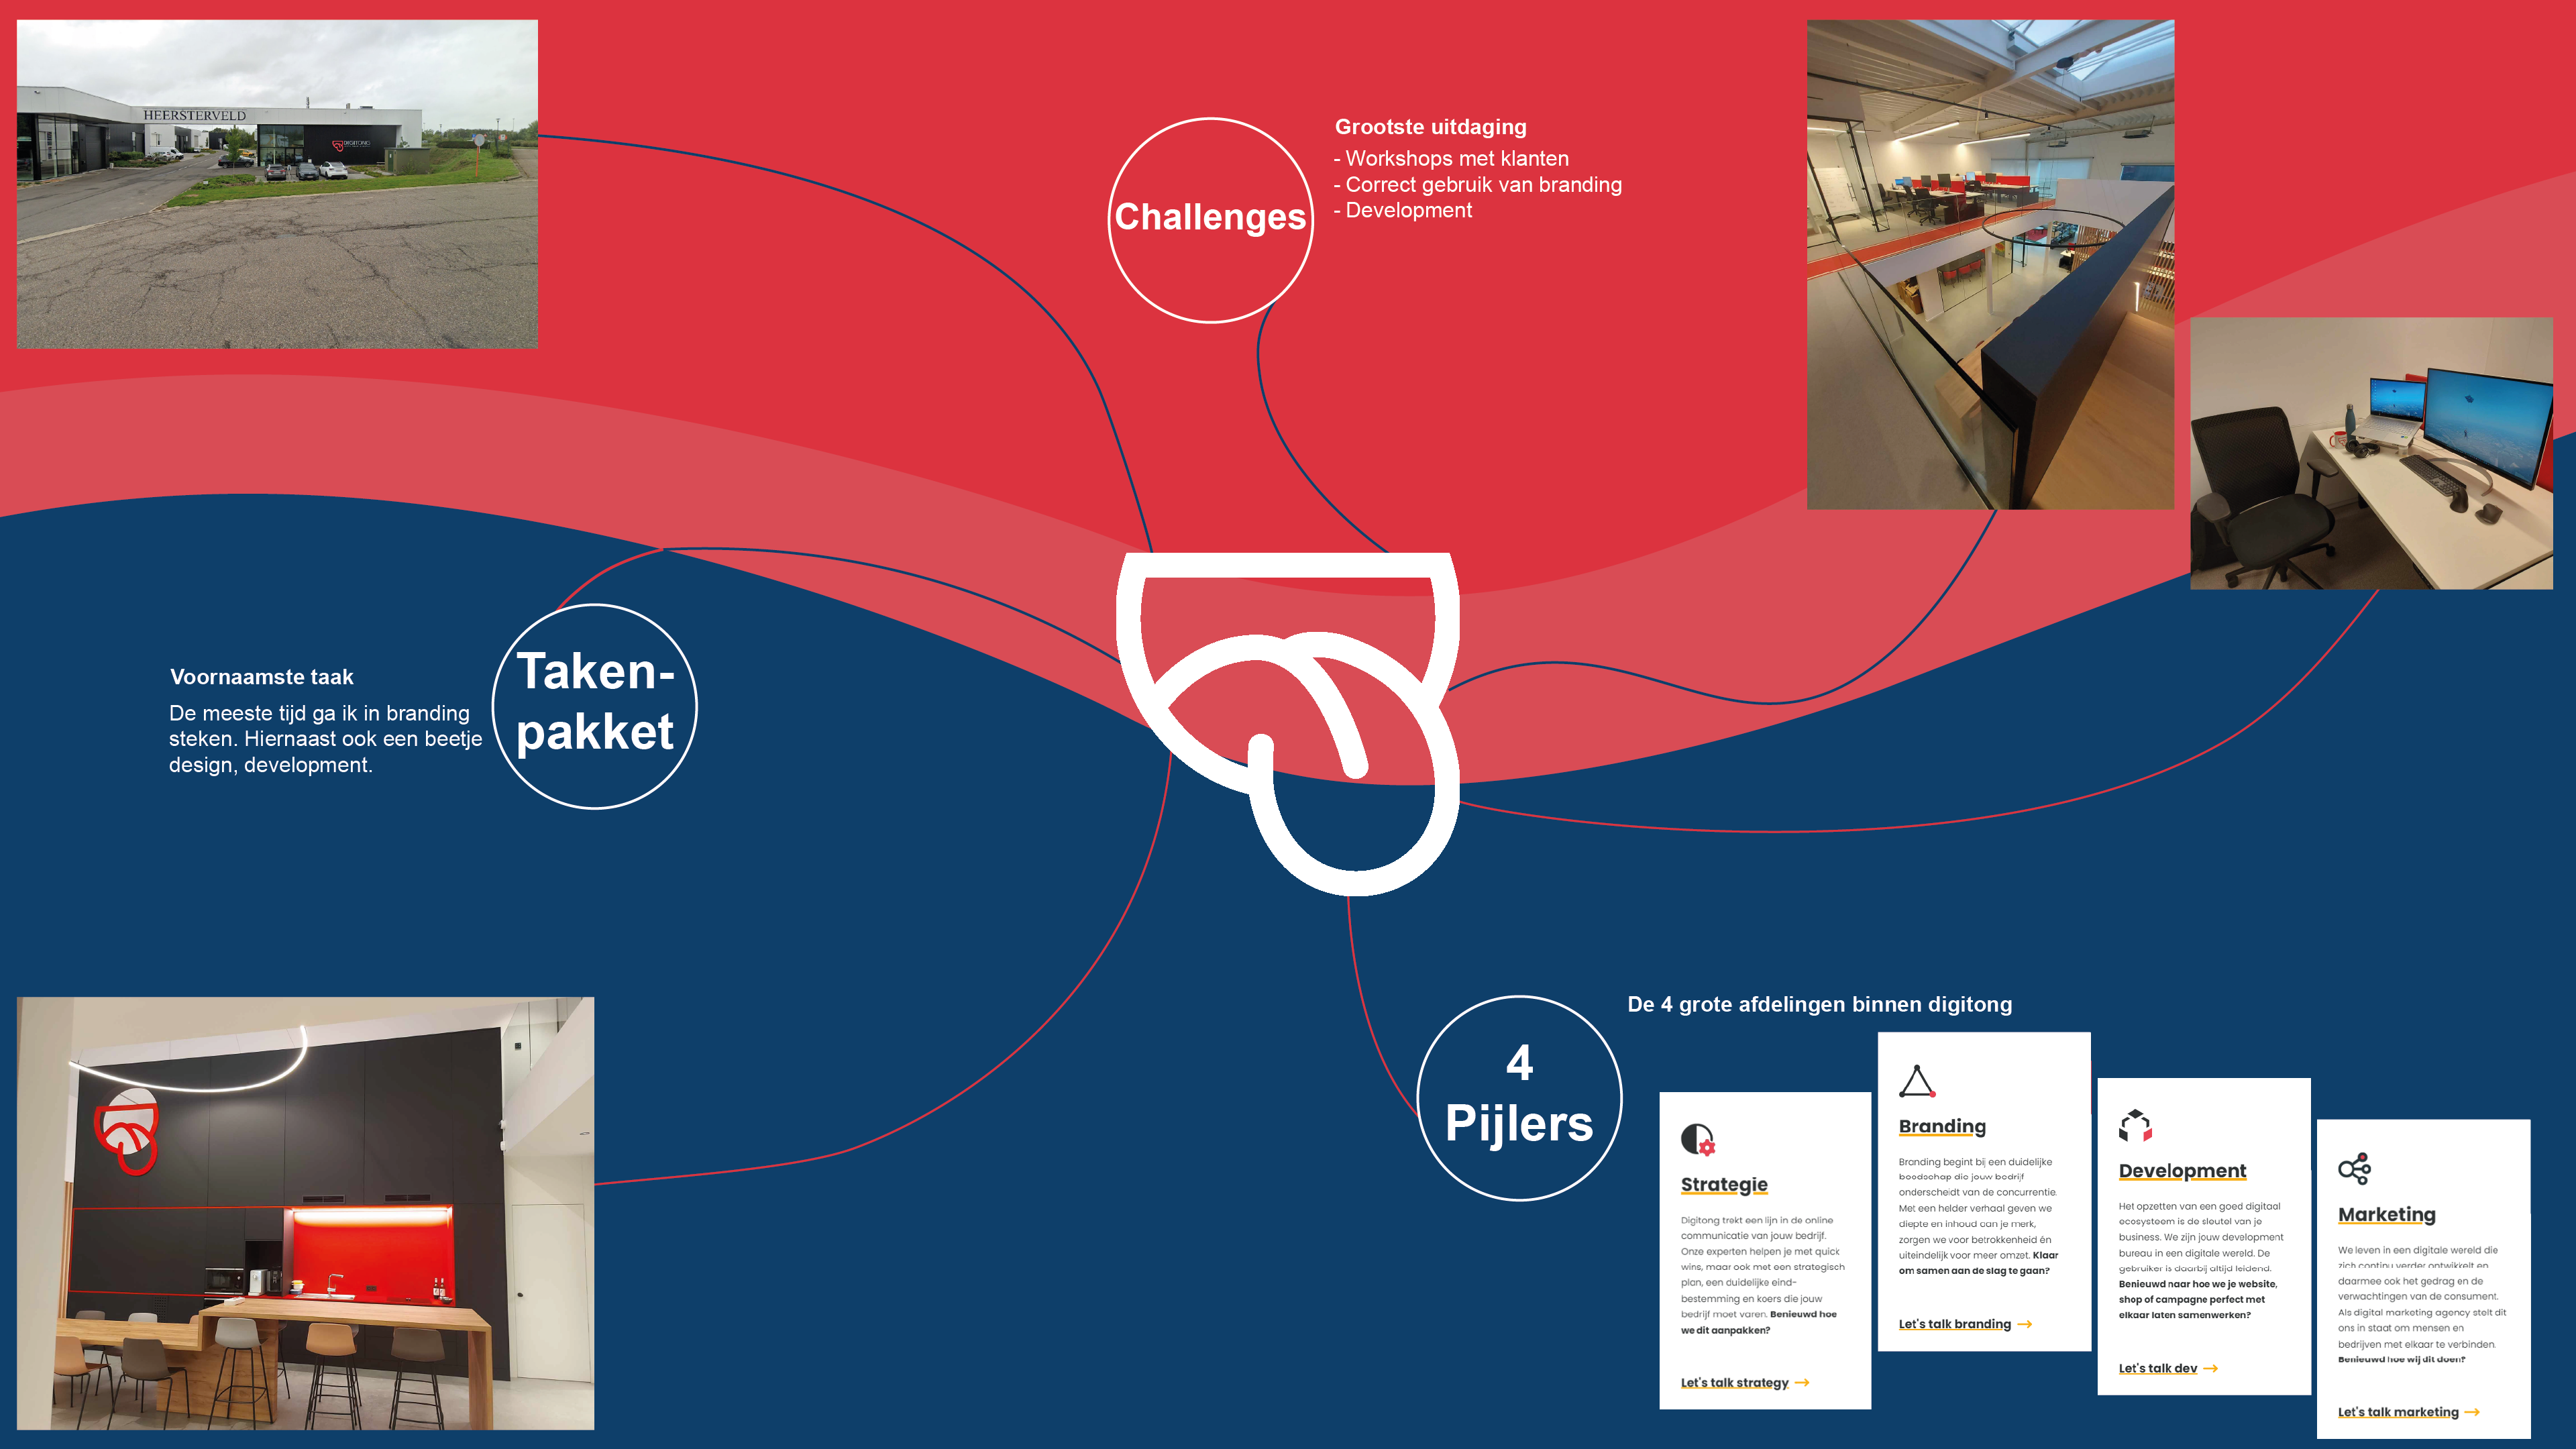 HEERSTERVELD
DIGITONG
Challenges
Grootste uitdaging
- Workshops met klanten
- Correct gebruik van branding
- Development
Voornaamste taak
De meeste tijd ga ik in branding
steken. Hiernaast ook een beetje
design, development.
Taken-
pakket
4
Pijlers
De 4 grote afdelingen binnen digitong
Strategie
Digitong trekt een lijn in de online
communicatie van jouw bedrijf.
Onze experten helpen je met quick
wins, maar ook met een strategisch
plan, een duidelijke eind-
bestemming en koers die jouw
bedrijf moet varen. Benieuwd hoe
we dit aanpakken?
Let's talk strategy
Branding
Branding begint bij een duidelijke
boodschap die jouw bedrijf
onderscheidt van de concurrentie.
Met een helder verhaal geven we
diepte en inhoud aan je merk,
zorgen we voor betrokkenheid én
uiteindelijk voor meer omzet. Klaar
om samen aan de slag te gaan?
Let's talk branding
Development
Het opzetten van een goed digitaal
ecosysteem is de sleutel van je
business. We zijn jouw development
bureau in een digitale wereld. De
gebruiker is daarbij altijd leidend.
Benieuwd naar hoe we je website,
shop of campagne perfect met
elkaar laten samenwerken?
Let's talk dev
Marketing
We leven in een digitale wereld die
zich continu verder ontwikkelt en
daarmee ook het gedrag en de
verwachtingen van de consument.
Als digital marketing agency stelt dit
ons in staat om mensen en
bedrijven met elkaar te verbinden.
Benieuwd hoe wij dit doen?
Let's talk marketing